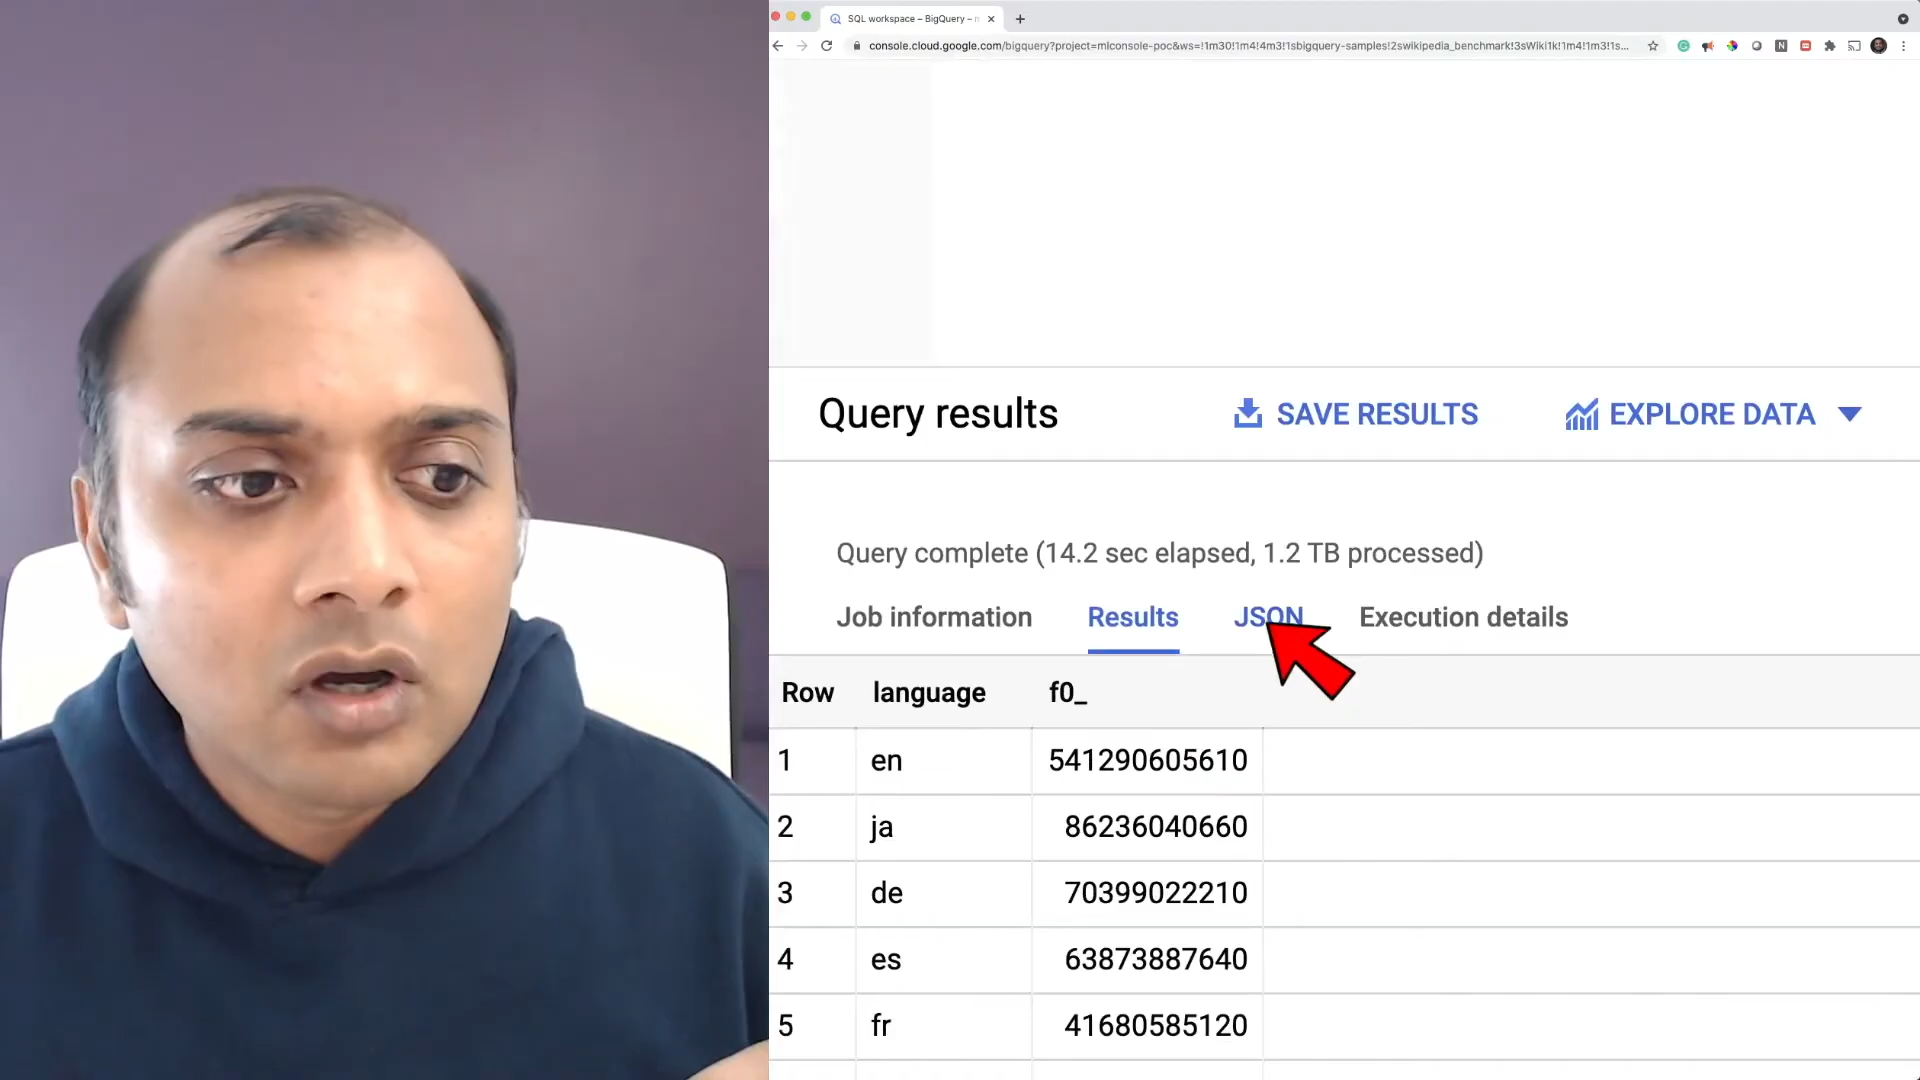 SQL workspace – BigQuery –
console.cloud.google.com/bigquery?project=mlconsole-poc&ws=!1m30!1m4!4m3!1sbigquery-samples!2swikipedia_benchmark!3sWiki1k!1m4!1m3!1s...
Query results SAVE RESULTS EXPLORE DATA
Query complete (14.2 sec elapsed, 1.2 TB processed)
Job information Results JSON Execution details
Row language f0_
1 en 541290605610
2 ja 86236040660
3 de 70399022210
4 es 63873887640
5 fr 41680585120